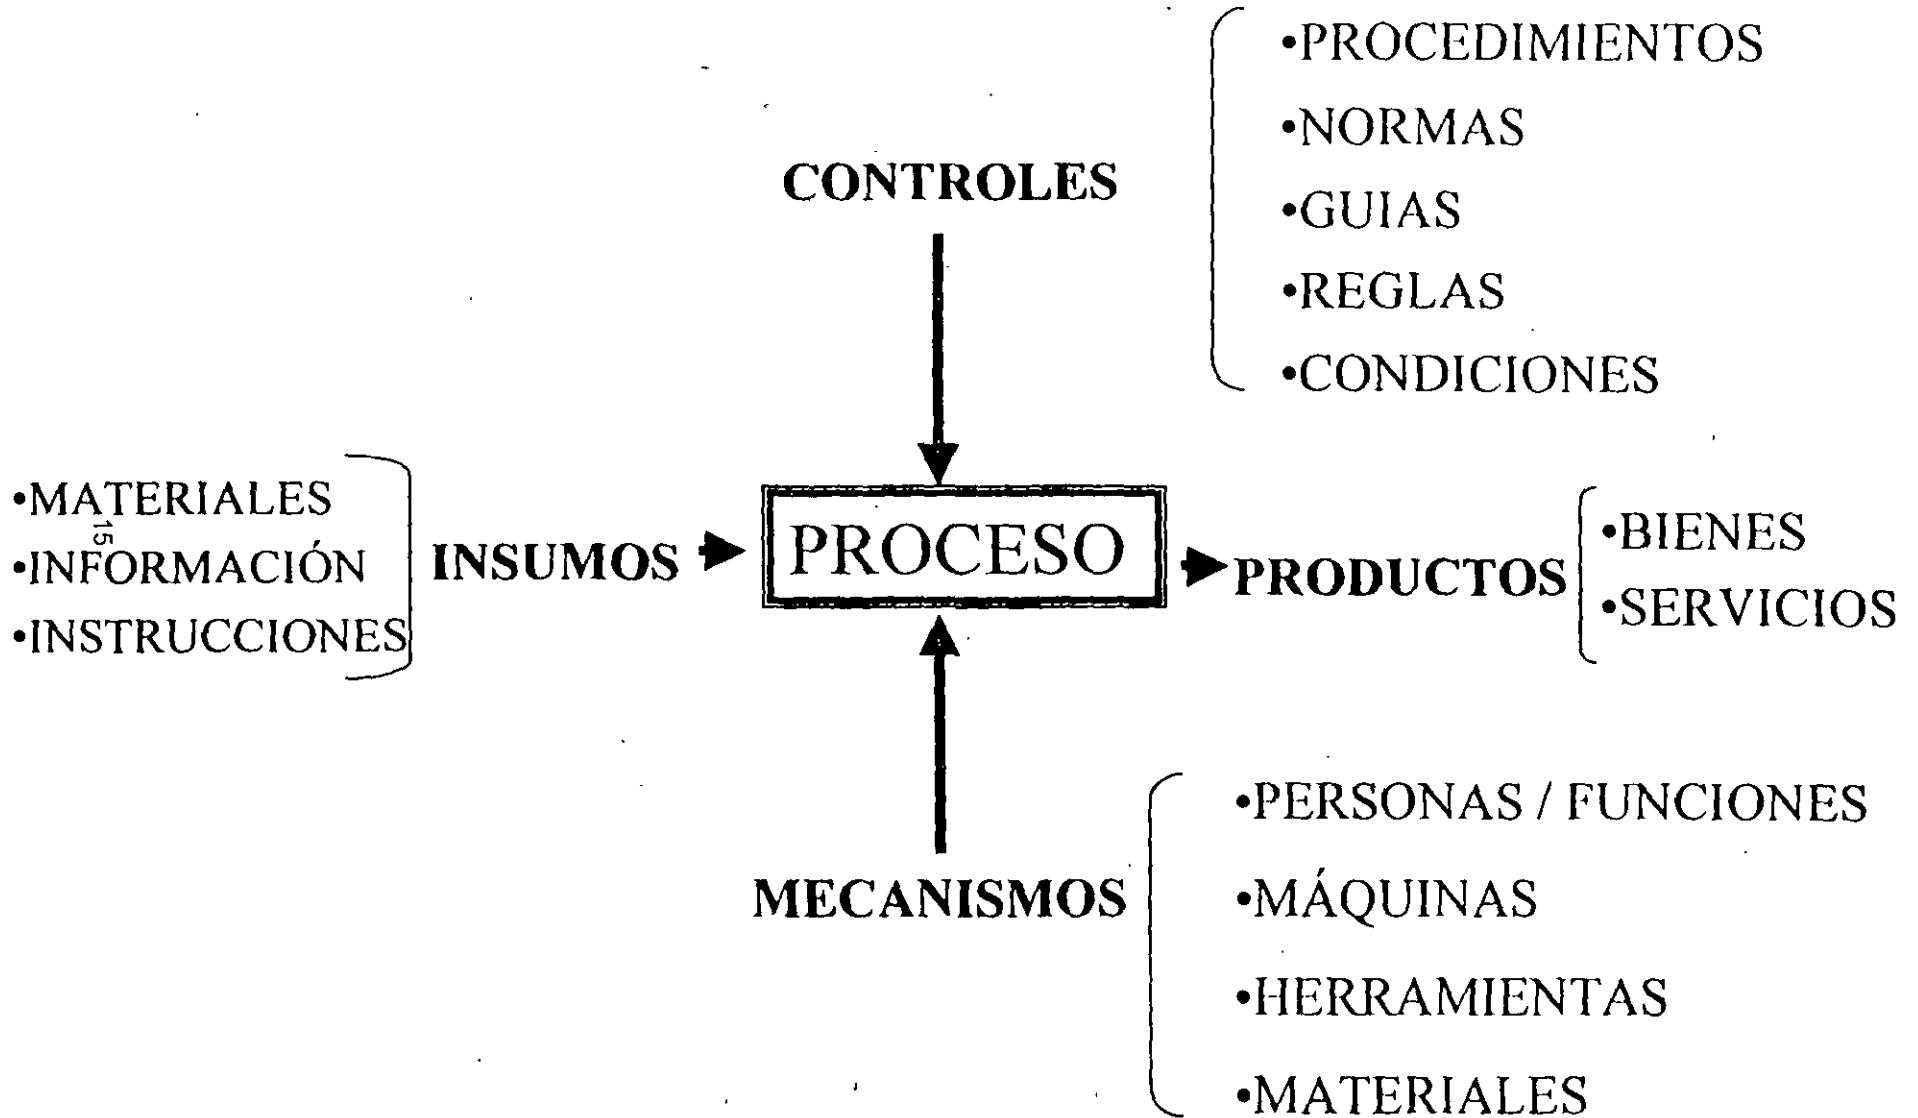 •PROCEDIMIENTOS
•NORMAS
CONTROLES
•GUIAS
•REGLAS
•CONDICIONES
•MATERIALES
15
•INFORMACIÓN
•INSTRUCCIONES
INSUMOS
PROCESO
PRODUCTOS
•BIENES
•SERVICIOS
MECANISMOS
•PERSONAS / FUNCIONES
•MÁQUINAS
•HERRAMIENTAS
•MATERIALES